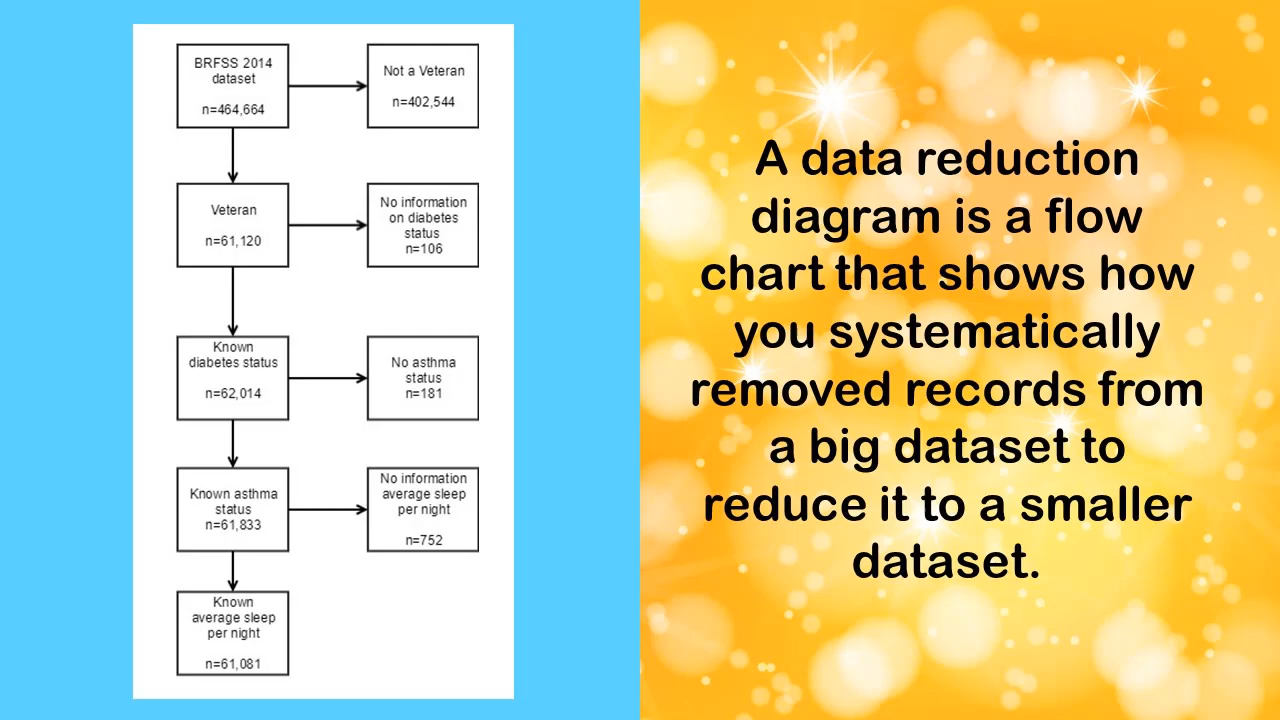 BRFSS 2014
dataset
n=464,664
Not a Veteran
n=402,544
Veteran
n=61,120
No information
on diabetes
status
n=106
Known
diabetes status
n=62,014
No asthma
status
n=181
Known asthma
status
n=61,833
No information
average sleep
per night
n=752
Known
average sleep
per night
n=61,081
A data reduction
diagram is a flow
chart that shows how
you systematically
removed records from
a big dataset to
reduce it to a smaller
dataset.